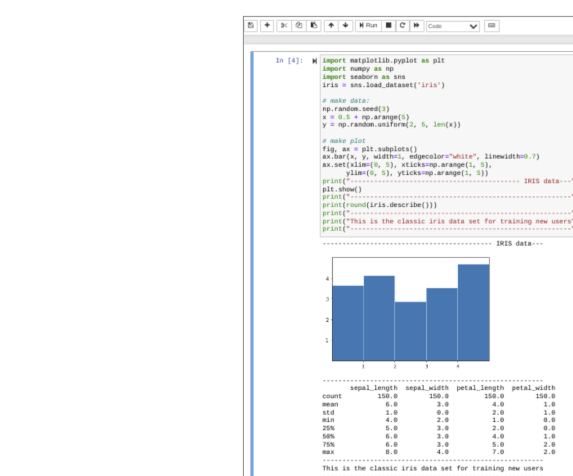 Run Code
In [4]: import matplotlib.pyplot as plt
import numpy as np
import seaborn as sns
iris = sns.load_dataset('iris')
# make data:
np.random.seed(3)
x = 0.5 + np.arange(5)
y = np.random.uniform(2, 5, len(x))
# make plot
fig, ax = plt.subplots()
ax.bar(x, y, width=1, edgecolor="white", linewidth=0.7)
ax.set(xlim=(0, 5), xticks=np.arange(1, 5),
ylim=(0, 5), yticks=np.arange(1, 5))
print("------------------------------------------- IRIS data---"
plt.show()
print("--------------------------------------------------------"
print(round(iris.describe()))
print("--------------------------------------------------------"
print("This is the classic iris data set for training new users"
print("--------------------------------------------------------"
------------------------------------------- IRIS data---
4
3
2
1
1 2 3 4
--------------------------------------------------------
sepal_length sepal_width petal_length petal_width
count 150.0 150.0 150.0 150.0
mean 6.0 3.0 4.0 1.0
std 1.0 0.0 2.0 1.0
min 4.0 2.0 1.0 0.0
25% 5.0 3.0 2.0 0.0
50% 6.0 3.0 4.0 1.0
75% 6.0 3.0 5.0 2.0
max 8.0 4.0 7.0 2.0
--------------------------------------------------------
This is the classic iris data set for training new users